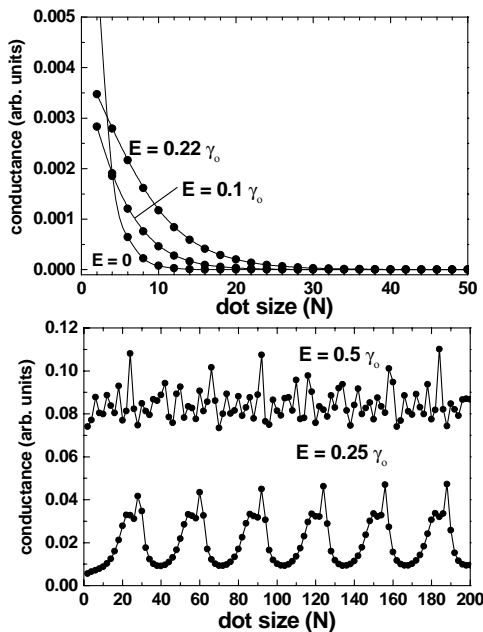 conductance (arb. units)
0.005
0.004
0.003
0.002
0.001
0.000
E = 0.22 γo
E = 0.1 γo
E = 0
0 10 20 30 40 50
dot size (N)
conductance (arb. units)
0.12
0.10
0.08
0.06
0.04
0.02
0.00
E = 0.5 γo
E = 0.25 γo
0 20 40 60 80 100 120 140 160 180 200
dot size (N)